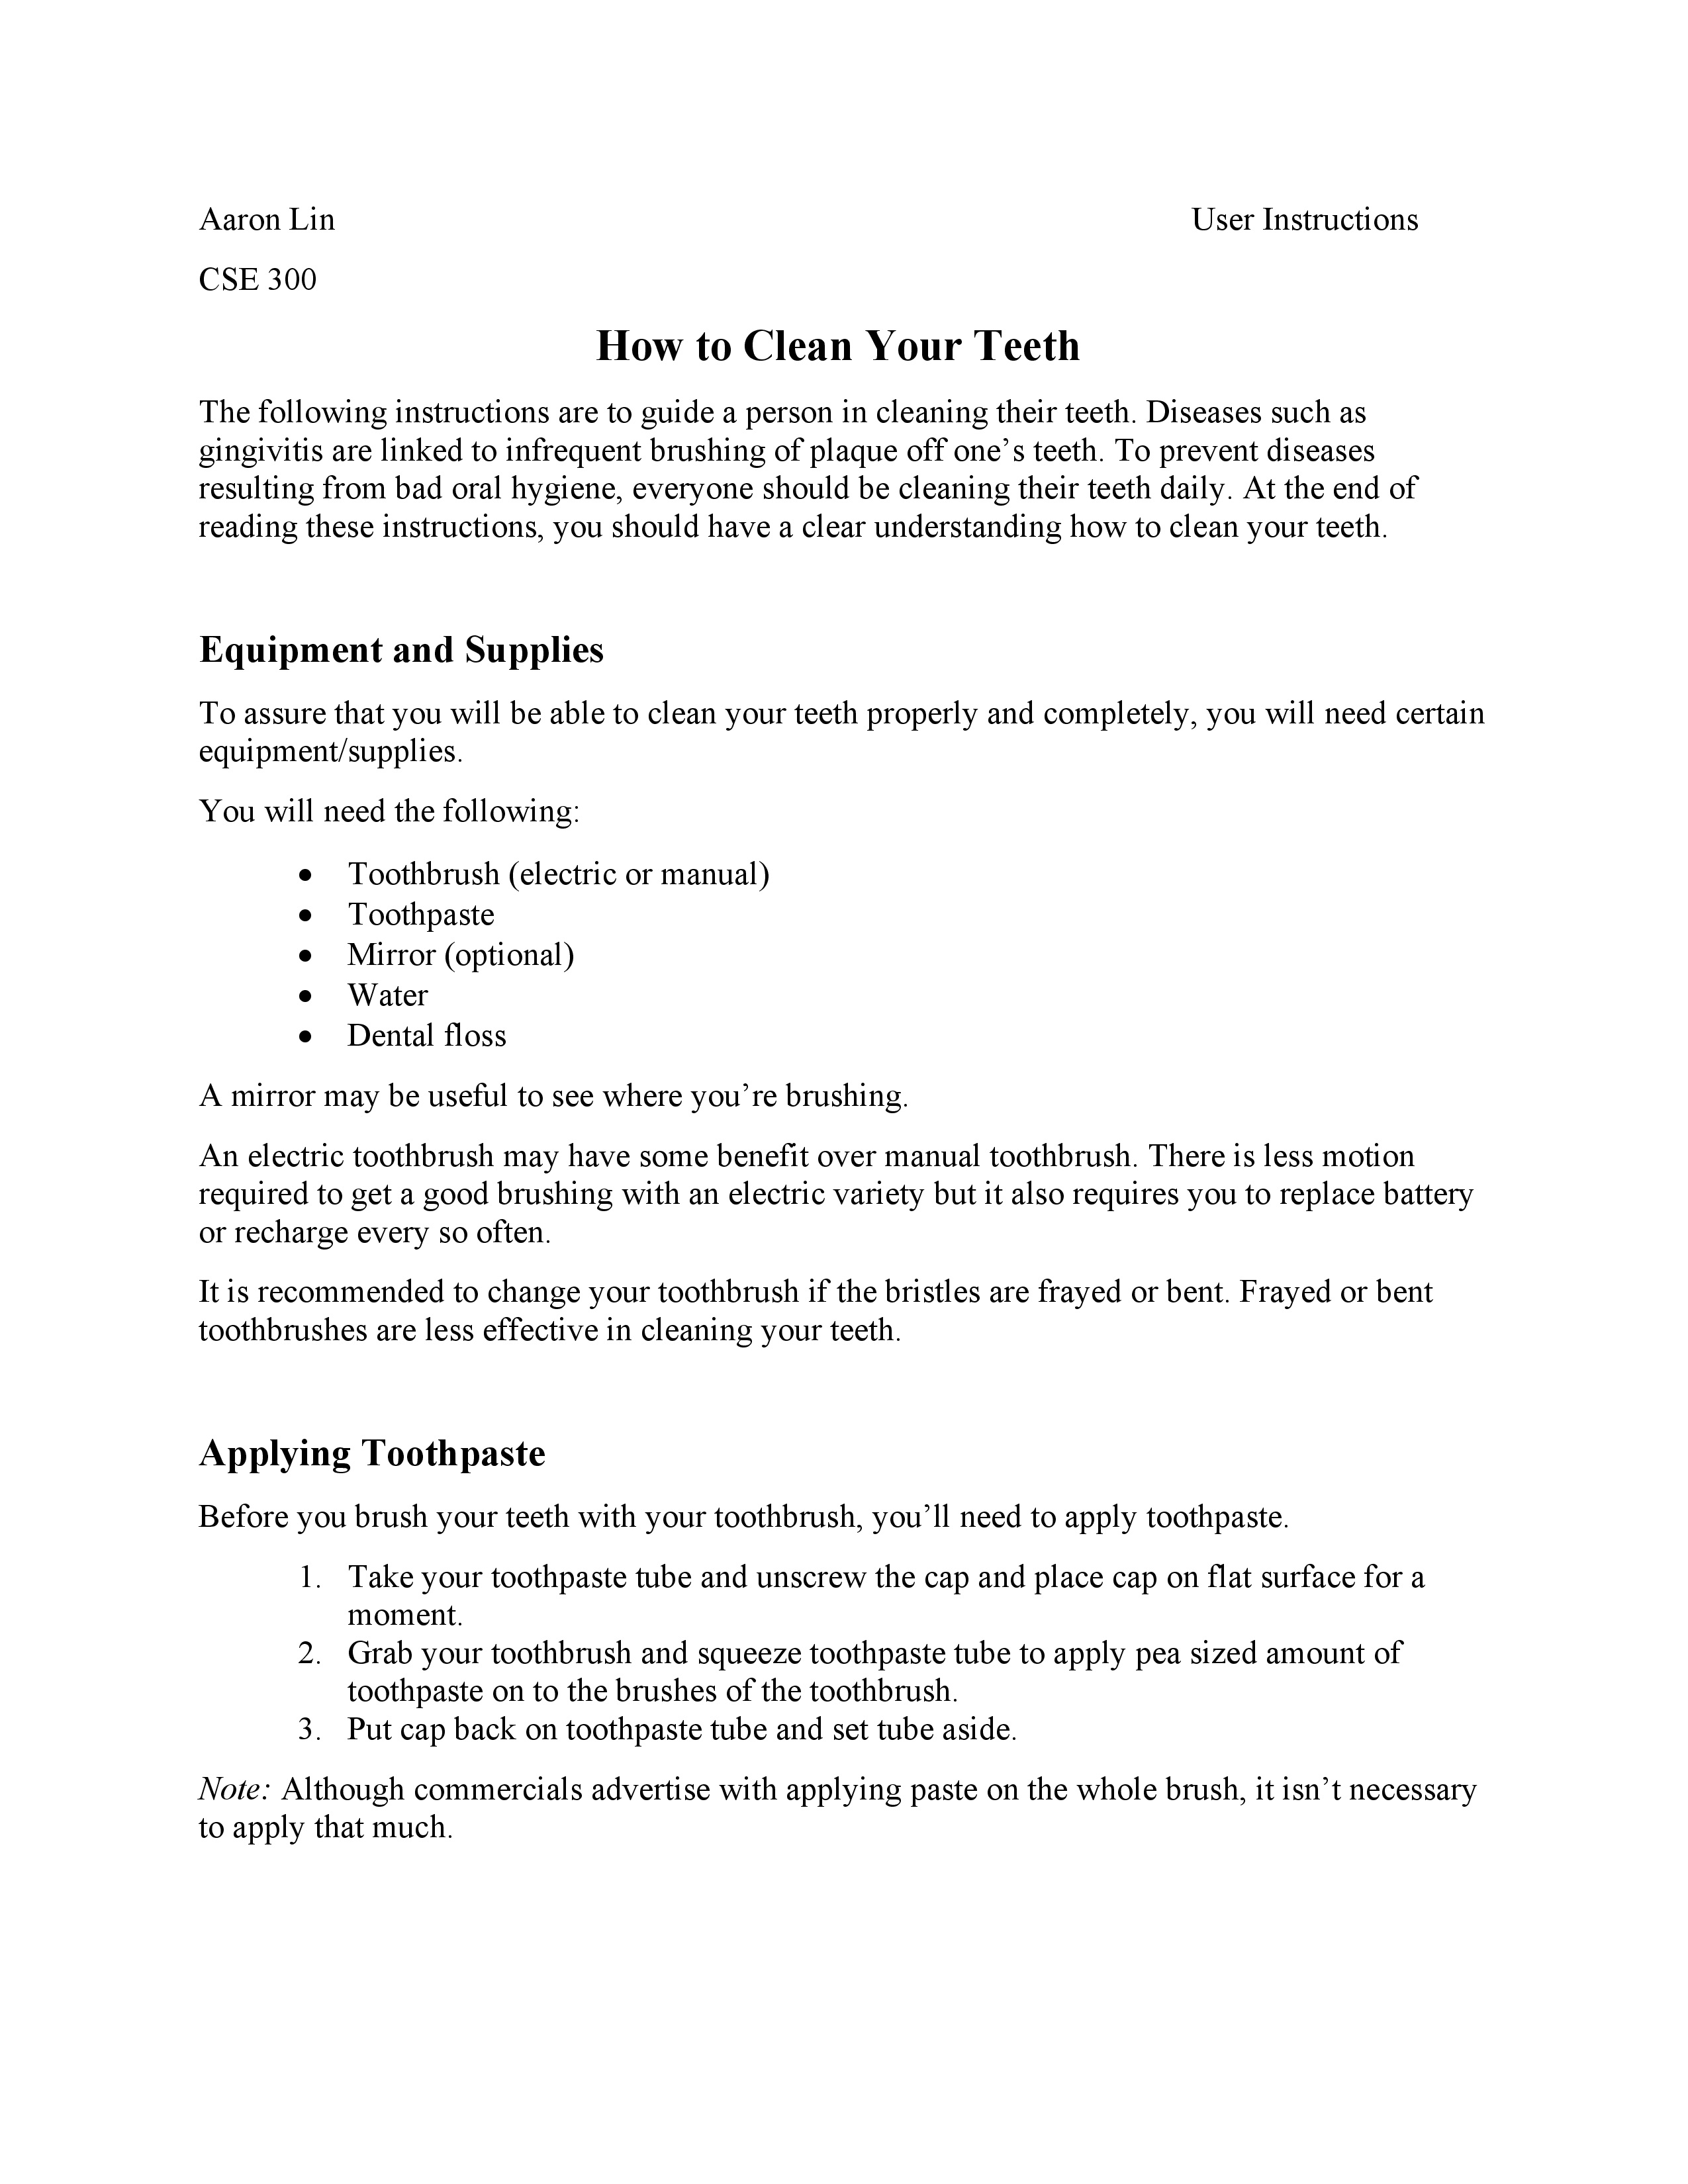 Aaron Lin User Instructions
CSE 300
How to Clean Your Teeth
The following instructions are to guide a person in cleaning their teeth. Diseases such as
gingivitis are linked to infrequent brushing of plaque off one’s teeth. To prevent diseases
resulting from bad oral hygiene, everyone should be cleaning their teeth daily. At the end of
reading these instructions, you should have a clear understanding how to clean your teeth.
Equipment and Supplies
To assure that you will be able to clean your teeth properly and completely, you will need certain
equipment/supplies.
You will need the following:
• Toothbrush (electric or manual)
• Toothpaste
• Mirror (optional)
• Water
• Dental floss
A mirror may be useful to see where you’re brushing.
An electric toothbrush may have some benefit over manual toothbrush. There is less motion
required to get a good brushing with an electric variety but it also requires you to replace battery
or recharge every so often.
It is recommended to change your toothbrush if the bristles are frayed or bent. Frayed or bent
toothbrushes are less effective in cleaning your teeth.
Applying Toothpaste
Before you brush your teeth with your toothbrush, you’ll need to apply toothpaste.
1. Take your toothpaste tube and unscrew the cap and place cap on flat surface for a
moment.
2. Grab your toothbrush and squeeze toothpaste tube to apply pea sized amount of
toothpaste on to the brushes of the toothbrush.
3. Put cap back on toothpaste tube and set tube aside.
Note: Although commercials advertise with applying paste on the whole brush, it isn’t necessary
to apply that much.